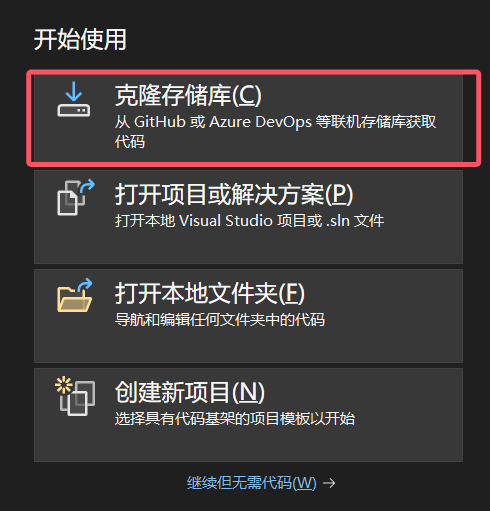 开始使用
克隆存储库(C)
从 GitHub 或 Azure DevOps 等联机存储库获取
代码
打开项目或解决方案(P)
打开本地 Visual Studio 项目或 .sln 文件
打开本地文件夹(F)
导航和编辑任何文件夹中的代码
创建新项目(N)
选择具有代码基架的项目模板以开始
继续但无需代码(W) →